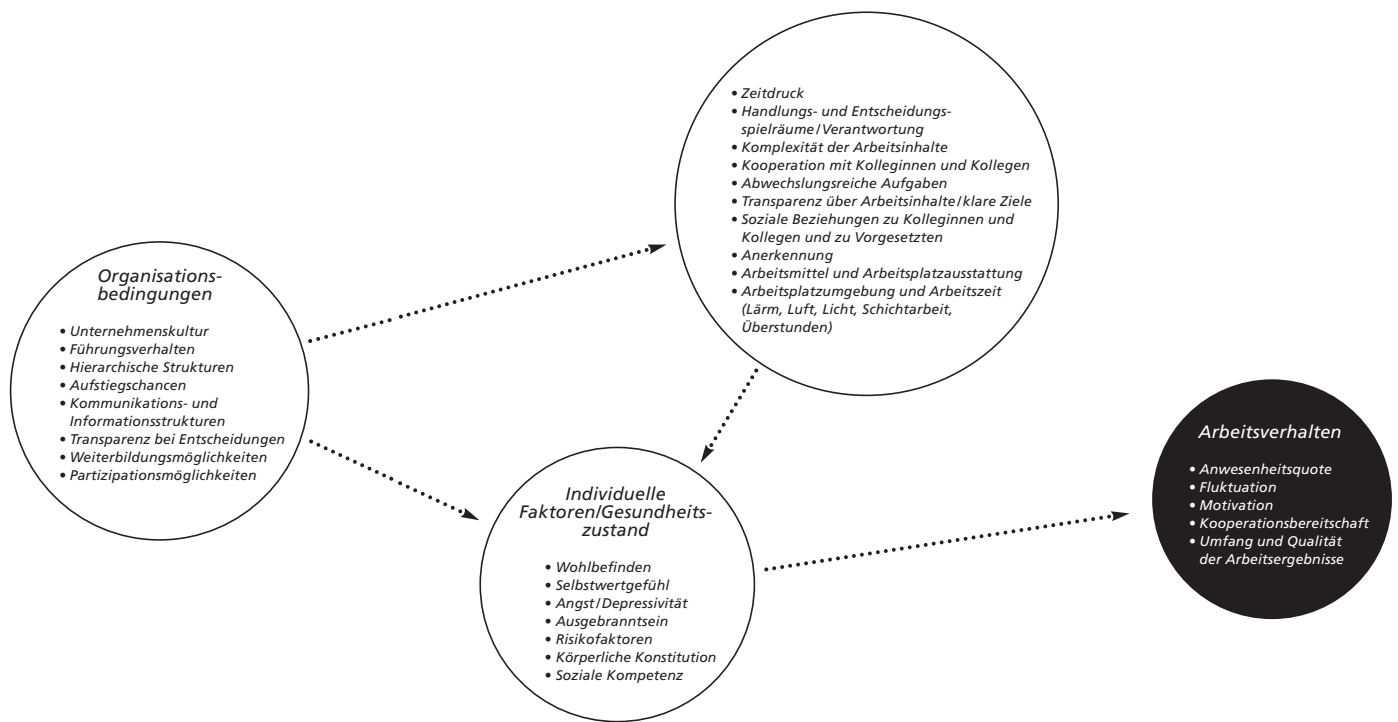 Organisations-
bedingungen
• Unternehmenskultur
• Führungsverhalten
• Hierarchische Strukturen
• Aufstiegschancen
• Kommunikations- und
Informationsstrukturen
• Transparenz bei Entscheidungen
• Weiterbildungsmöglichkeiten
• Partizipationsmöglichkeiten
• Zeitdruck
• Handlungs- und Entscheidungs-
spielräume/Verantwortung
• Komplexität der Arbeitsinhalte
• Kooperation mit Kolleginnen und Kollegen
• Abwechslungsreiche Aufgaben
• Transparenz über Arbeitsinhalte/klare Ziele
• Soziale Beziehungen zu Kolleginnen und
Kollegen und zu Vorgesetzten
• Anerkennung
• Arbeitsmittel und Arbeitsplatzausstattung
• Arbeitsplatzumgebung und Arbeitszeit
(Lärm, Luft, Licht, Schichtarbeit,
Überstunden)
Individuelle
Faktoren/Gesundheits-
zustand
• Wohlbefinden
• Selbstwertgefühl
• Angst/Depressivität
• Ausgebranntsein
• Risikofaktoren
• Körperliche Konstitution
• Soziale Kompetenz
Arbeitsverhalten
• Anwesenheitsquote
• Fluktuation
• Motivation
• Kooperationsbereitschaft
• Umfang und Qualität
der Arbeitsergebnisse